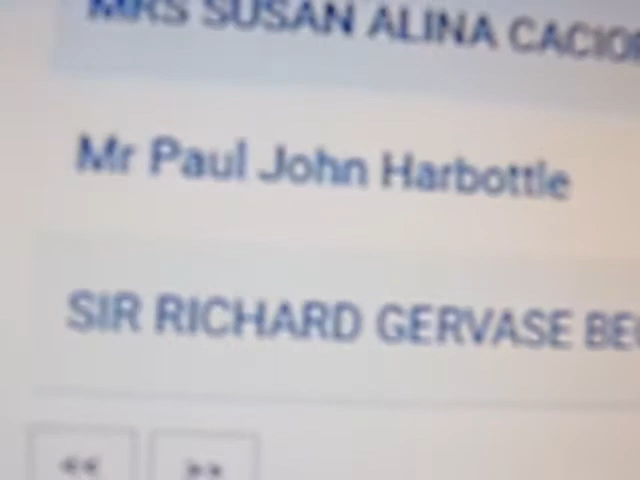 MRS SUSAN ALINA
Mr Paul John Harbottle
SIR RICHARD GERVASE
<< >>